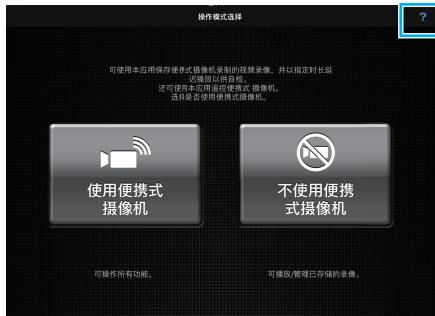 操作模式选择
?
可使用本应用保存便携式摄像机录制的视频录像，并以指定时长延
迟播放以供自检。
还可使用本应用遥控便携式 摄像机。
选择是否使用便携式摄像机。
使用便携式
摄像机
不使用便携
式摄像机
可操作所有功能。
可播放/管理已存储的录像。